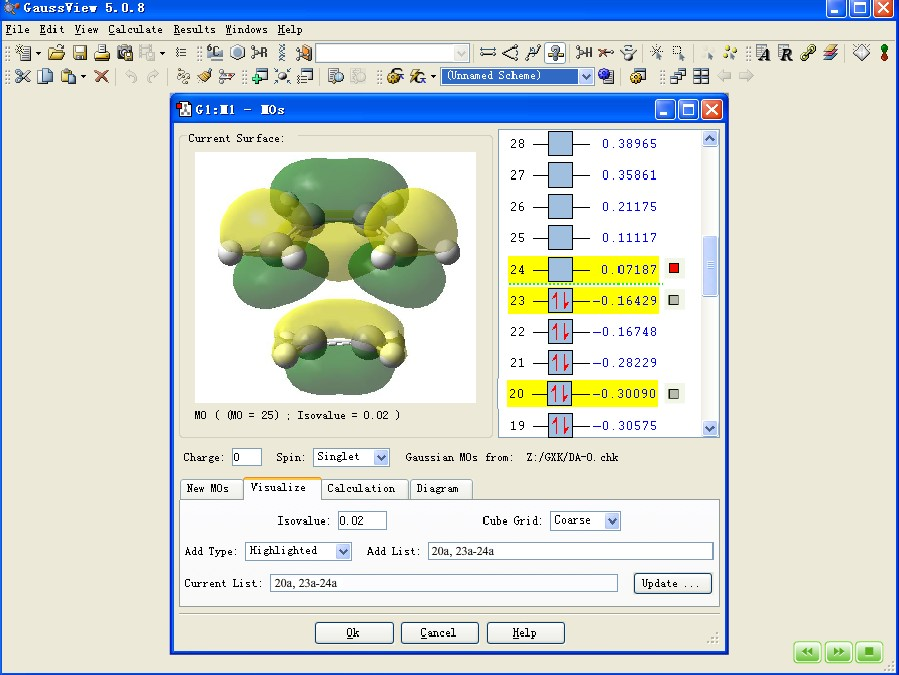 GaussView 5.0.8
File Edit View Calculate Results Windows Help
(Unnamed Scheme)
G1:M1 - MOs
Current Surface:
28 0.38965
27 0.35861
26 0.21175
25 0.11117
24 0.07187
23 -0.16429
22 -0.16748
21 -0.28229
20 -0.30090
19 -0.30575
MO ( (MO = 25) ; Isovalue = 0.02 )
Charge: 0 Spin: Singlet Gaussian MOs from: Z:/GXK/DA-0.chk
New MOs Visualize Calculation Diagram
Isovalue: 0.02 Cube Grid: Coarse
Add Type: Highlighted Add List: 20a, 23a-24a
Current List: 20a, 23a-24a Update ...
Ok Cancel Help